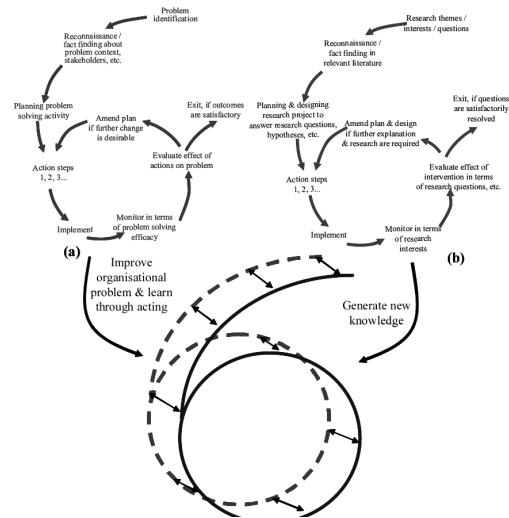 Problem
identification
Reconnaissance /
fact finding about
problem context,
stakeholders, etc.
Planning problem
solving activity
Amend plan
if further change
is desirable
Exit, if outcomes
are satisfactory
Evaluate effect of
actions on problem
Action steps
1, 2, 3...
Implement
Monitor in terms
of problem solving
efficacy
(a)
Improve
organisational
problem & learn
through acting
Research themes /
interests / questions
Reconnaissance /
fact finding in
relevant literature
Planning & designing
research project to
answer research questions,
hypotheses, etc.
Amend plan & design
if further explanation
& research are required
Exit, if questions
are satisfactorily
resolved
Evaluate effect of
intervention in terms
of research questions, etc.
Action steps
1, 2, 3...
Implement
Monitor in terms
of research
interests
(b)
Generate new
knowledge